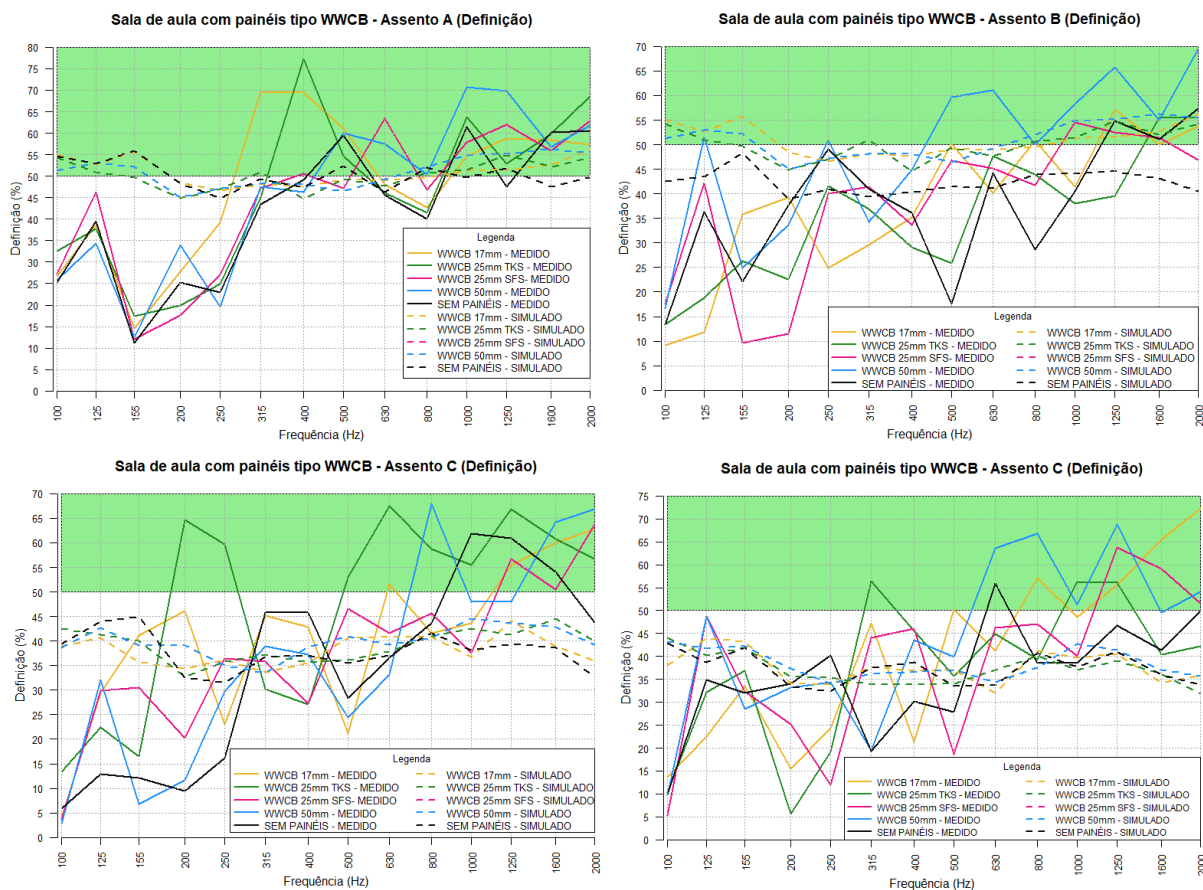 Sala de aula com painéis tipo WWCB - Assento A (Definição)
Definição (%)
80
75
70
65
60
55
50
45
40
35
30
25
20
15
10
5
0
Legenda
WWCB 17mm - MEDIDO
WWCB 25mm TKS - MEDIDO
WWCB 25mm SFS- MEDIDO
WWCB 50mm - MEDIDO
SEM PAINÉIS - MEDIDO
WWCB 17mm - SIMULADO
WWCB 25mm TKS - SIMULADO
WWCB 25mm SFS - SIMULADO
WWCB 50mm - SIMULADO
SEM PAINÉIS - SIMULADO
100 125 155 200 250 315 400 500 630 800 1000 1250 1600 2000
Frequência (Hz)
Sala de aula com painéis tipo WWCB - Assento B (Definição)
Definição (%)
70
65
60
55
50
45
40
35
30
25
20
15
10
5
0
Legenda
WWCB 17mm - MEDIDO WWCB 17mm - SIMULADO
WWCB 25mm TKS - MEDIDO WWCB 25mm TKS - SIMULADO
WWCB 25mm SFS- MEDIDO WWCB 25mm SFS - SIMULADO
WWCB 50mm - MEDIDO WWCB 50mm - SIMULADO
SEM PAINÉIS - MEDIDO SEM PAINÉIS - SIMULADO
100 125 155 200 250 315 400 500 630 800 1000 1250 1600 2000
Frequência (Hz)
Sala de aula com painéis tipo WWCB - Assento C (Definição)
Definição (%)
70
65
60
55
50
45
40
35
30
25
20
15
10
5
0
Legenda
WWCB 17mm - MEDIDO WWCB 17mm - SIMULADO
WWCB 25mm TKS - MEDIDO WWCB 25mm TKS - SIMULADO
WWCB 25mm SFS- MEDIDO WWCB 25mm SFS - SIMULADO
WWCB 50mm - MEDIDO WWCB 50mm - SIMULADO
SEM PAINÉIS - MEDIDO SEM PAINÉIS - SIMULADO
100 125 155 200 250 315 400 500 630 800 1000 1250 1600 2000
Frequência (Hz)
Sala de aula com painéis tipo WWCB - Assento C (Definição)
Definição (%)
75
70
65
60
55
50
45
40
35
30
25
20
15
10
5
0
Legenda
WWCB 17mm - MEDIDO WWCB 17mm - SIMULADO
WWCB 25mm TKS - MEDIDO WWCB 25mm TKS - SIMULADO
WWCB 25mm SFS- MEDIDO WWCB 25mm SFS - SIMULADO
WWCB 50mm - MEDIDO WWCB 50mm - SIMULADO
SEM PAINÉIS - MEDIDO SEM PAINÉIS - SIMULADO
100 125 155 200 250 315 400 500 630 800 1000 1250 1600 2000
Frequência (Hz)